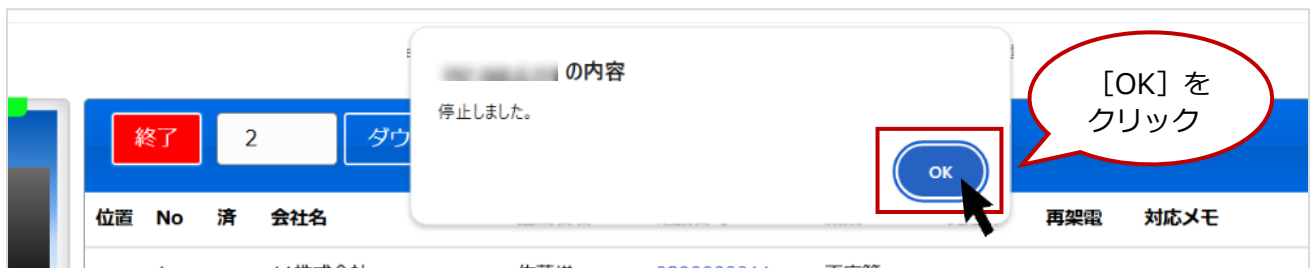 の内容
停止しました。
OK
［OK］を
クリック
終了
2
ダウ
位置 No 済 会社名 再架電 対応メモ